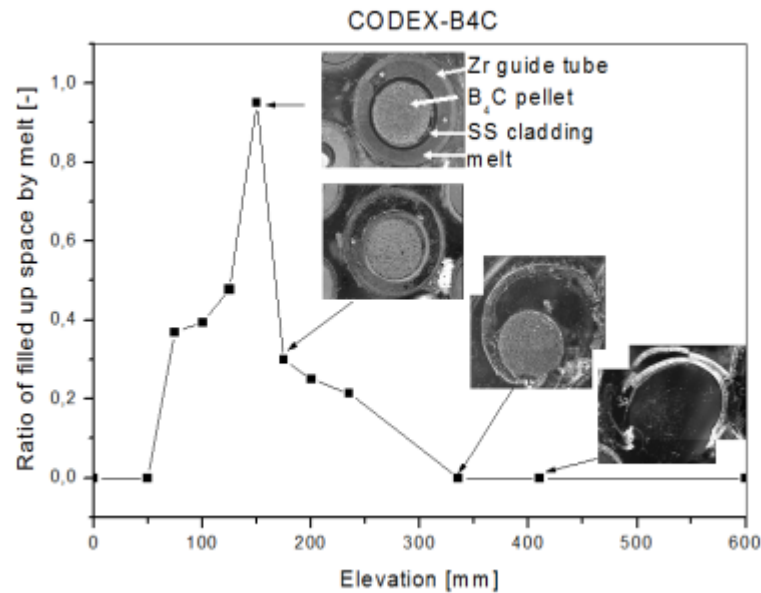 CODEX-B4C
Ratio of filled up space by melt [-]
1,0
0,8
0,6
0,4
0,2
0,0
Zr guide tube
B4C pellet
SS cladding
melt
0
100
200
300
400
500
600
Elevation [mm]